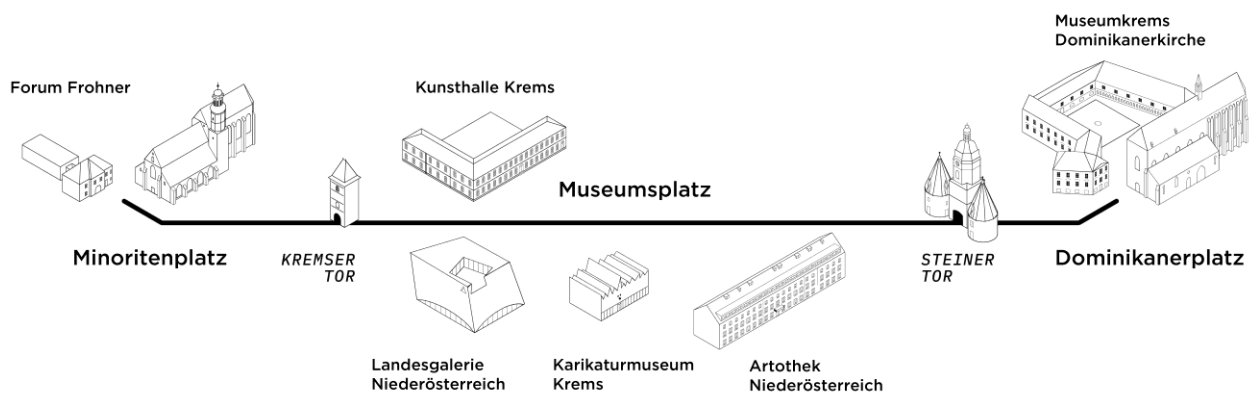 Museumkrems
Dominikanerkirche
Forum Frohner
Kunsthalle Krems
Museumsplatz
Minoritenplatz
KREMSER
TOR
STEINER
TOR
Dominikanerplatz
Landesgalerie
Niederösterreich
Karikaturmuseum
Krems
Artothek
Niederösterreich